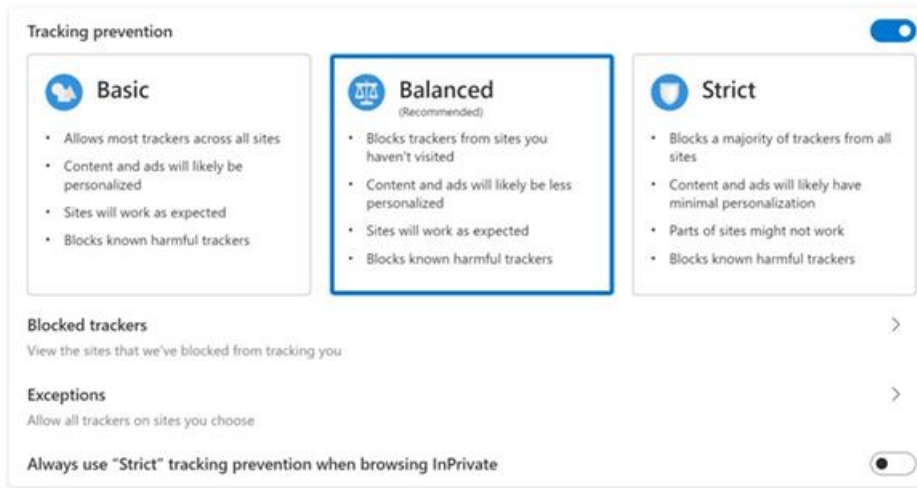 Tracking prevention
Basic
• Allows most trackers across all sites
• Content and ads will likely be
personalized
• Sites will work as expected
• Blocks known harmful trackers
Balanced
(Recommended)
• Blocks trackers from sites you
haven't visited
• Content and ads will likely be less
personalized
• Sites will work as expected
• Blocks known harmful trackers
Strict
• Blocks a majority of trackers from all
sites
• Content and ads will likely have
minimal personalization
• Parts of sites might not work
• Blocks known harmful trackers
Blocked trackers
View the sites that we've blocked from tracking you
Exceptions
Allow all trackers on sites you choose
Always use "Strict" tracking prevention when browsing InPrivate